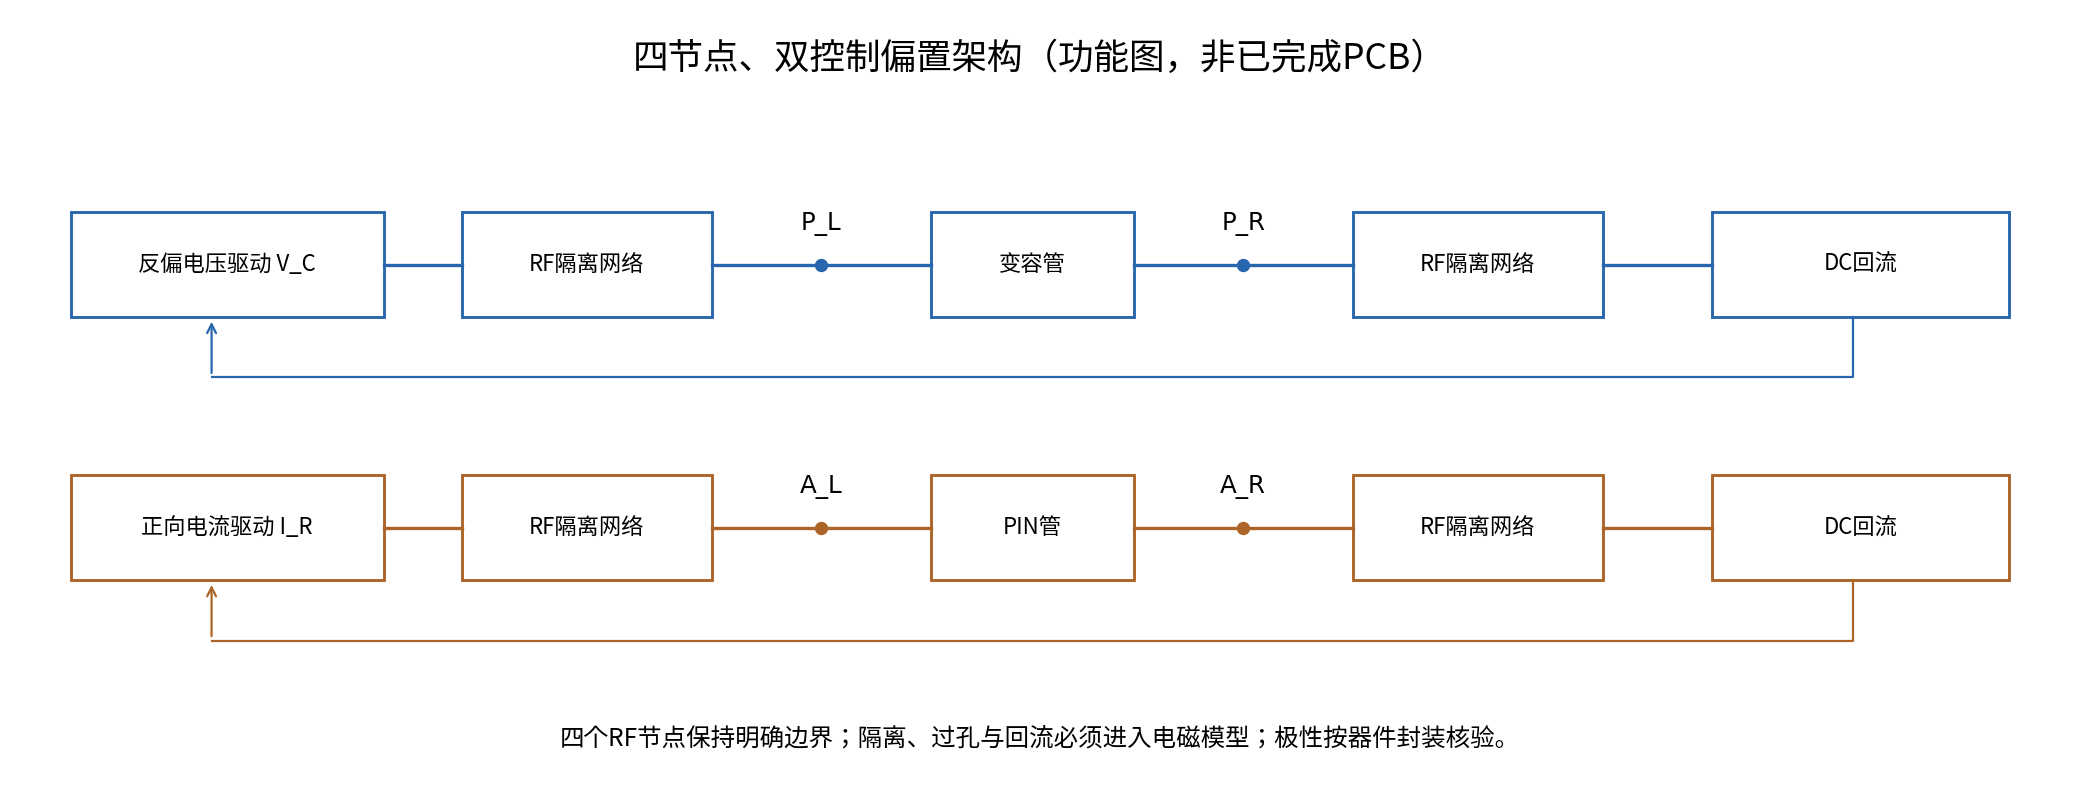 四节点、双控制偏置架构（功能图，非已完成PCB）
P_L
P_R
反偏电压驱动 V_C
RF隔离网络
变容管
RF隔离网络
DC回流
A_L
A_R
正向电流驱动 I_R
RF隔离网络
PIN管
RF隔离网络
DC回流
四个RF节点保持明确边界；隔离、过孔与回流必须进入电磁模型；极性按器件封装核验。